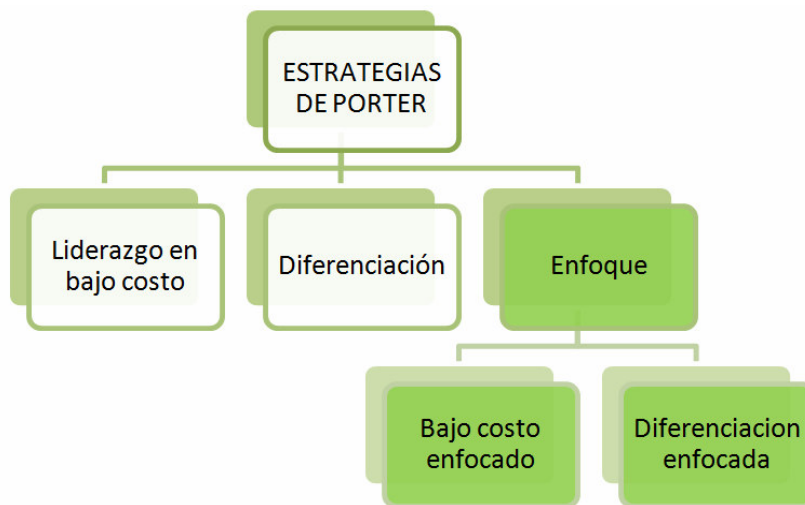 ESTRATEGIAS
DE PORTER
Liderazgo en
bajo costo
Diferenciación
Enfoque
Bajo costo
enfocado
Diferenciacion
enfocada